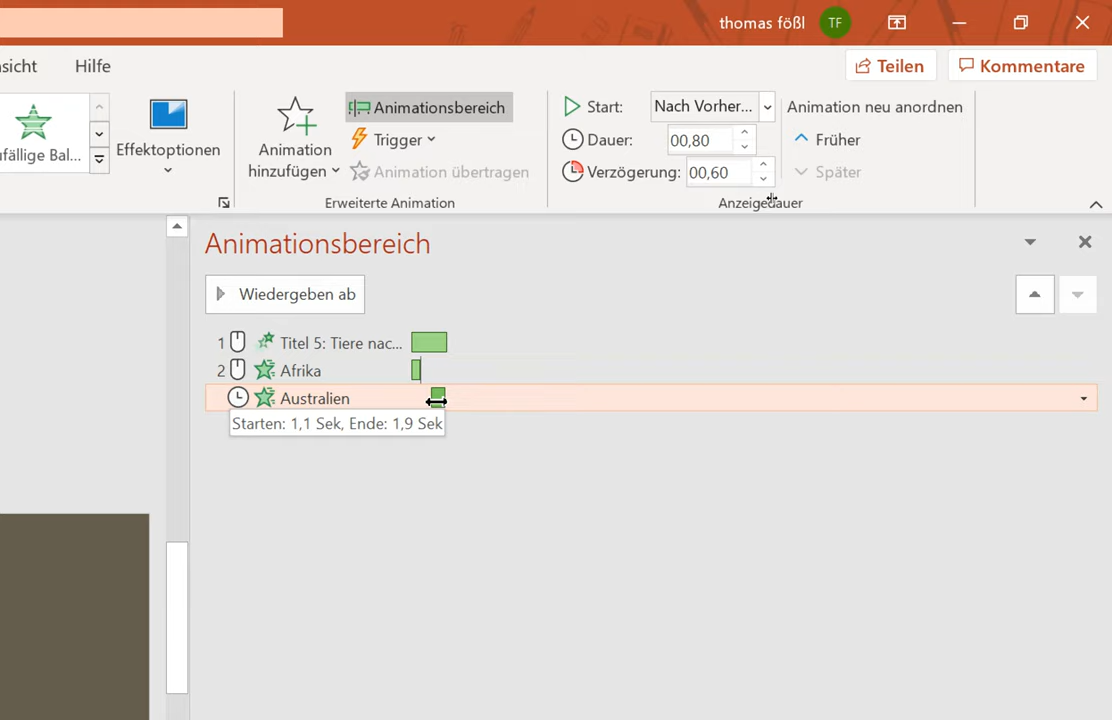 thomas fößl TF
sicht Hilfe Teilen Kommentare
ufällige Bal... Effektoptionen
Animation hinzufügen
Animationsbereich
Trigger
Animation übertragen
Erweiterte Animation
Start: Nach Vorher...
Dauer: 00,80
Verzögerung: 00,60
Animation neu anordnen
Früher
Später
Anzeigedauer
Animationsbereich
Wiedergeben ab
1 Titel 5: Tiere nac...
2 Afrika
Australien
Starten: 1,1 Sek, Ende: 1,9 Sek